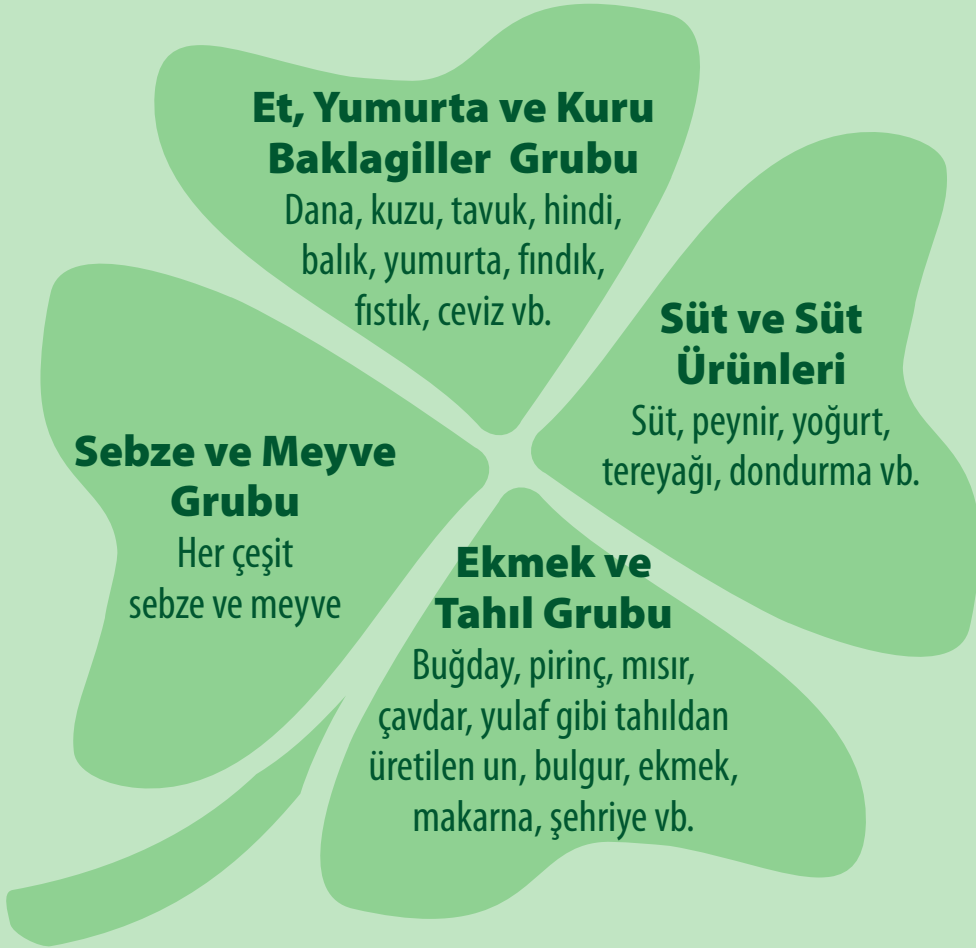 Et, Yumurta ve Kuru
Baklagiller Grubu
Dana, kuzu, tavuk, hindi,
balık, yumurta, fındık,
fıstık, ceviz vb.
Süt ve Süt
Ürünleri
Süt, peynir, yoğurt,
tereyağı, dondurma vb.
Sebze ve Meyve
Grubu
Her çeşit
sebze ve meyve
Ekmek ve
Tahıl Grubu
Buğday, pirinç, mısır,
çavdar, yulaf gibi tahıldan
üretilen un, bulgur, ekmek,
makarna, şehriye vb.